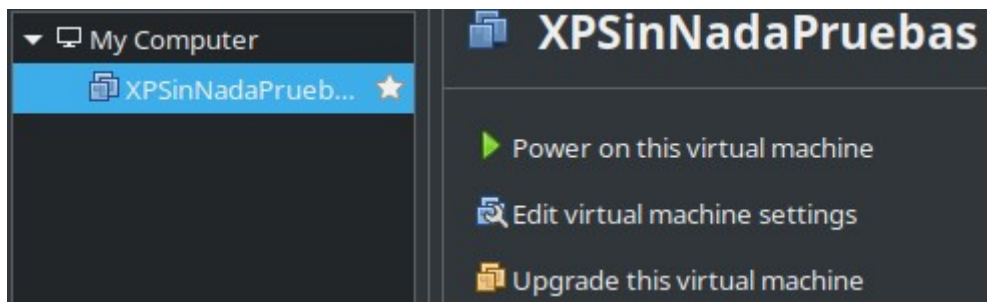 My Computer
XPSinNadaPrueb...
XPSinNadaPruebas
Power on this virtual machine
Edit virtual machine settings
Upgrade this virtual machine